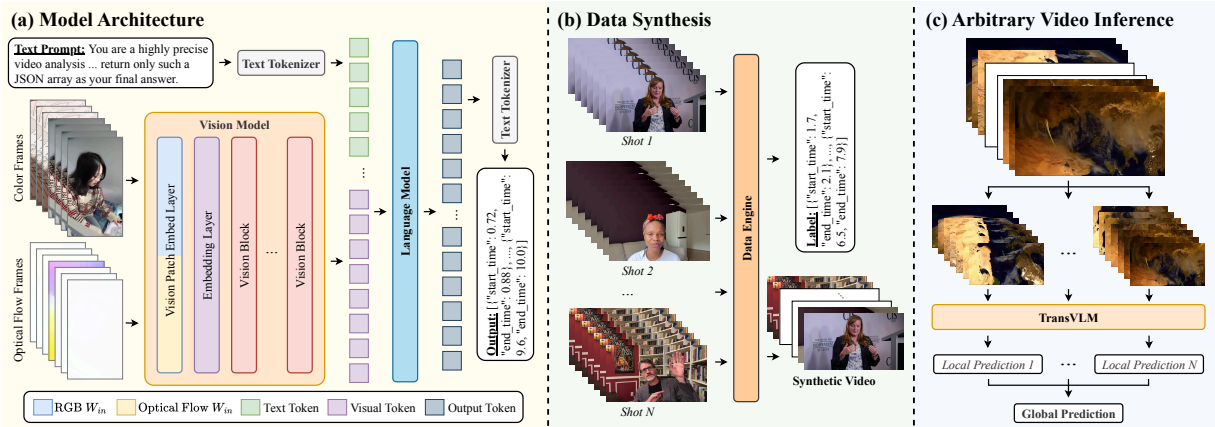 (a) Model Architecture
Text Prompt: You are a highly precise
video analysis ... return only such a
JSON array as your final answer.
Text Tokenizer
Color Frames
Optical Flow Frames
Vision Model
Vision Patch Embed Layer
Embedding Layer
Vision Block
...
Vision Block
...
Language Model
...
Text Tokenizer
Output: [{"start_time": 0.72,
"end_time": 0.88}, ..., {"start_time":
9.6, "end_time": 10.0}]
RGB Win
Optical Flow Win
Text Token
Visual Token
Output Token
(b) Data Synthesis
Shot 1
Shot 2
...
Shot N
Data Engine
Label: [{"start_time": 1.7,
"end_time": 2.1}, ..., {"start_time":
6.5, "end_time": 7.9}]
...
Synthetic Video
(c) Arbitrary Video Inference
...
TransVLM
Local Prediction 1
...
Local Prediction N
Global Prediction